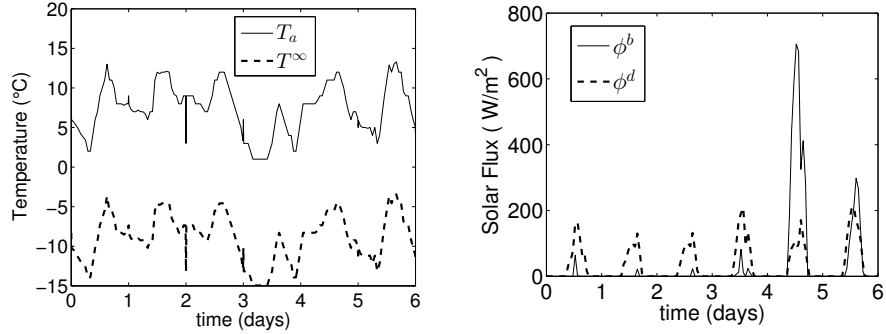 20
15
10
5
0
−5
−10
−15
0 1 2 3 4 5 6
time (days)
Temperature (°C)
T_a
T^∞
800
600
400
200
0
0 1 2 3 4 5 6
time (days)
Solar Flux ( W/m²)
ϕ^b
ϕ^d